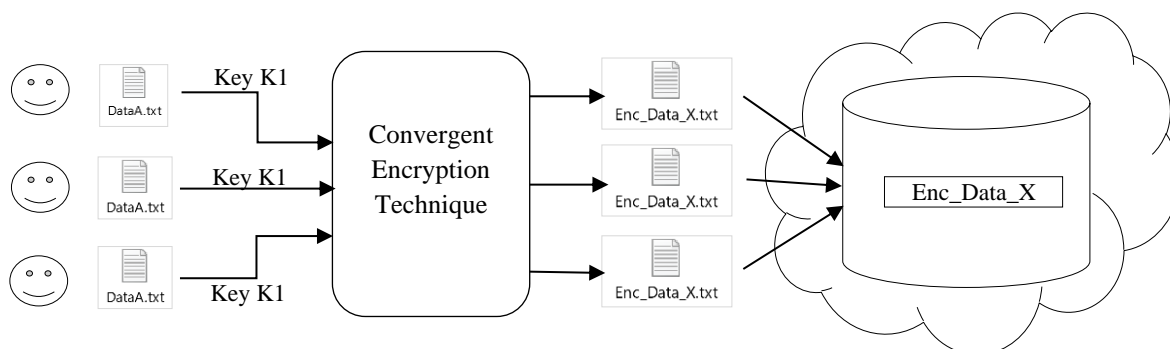 Key K1
DataA.txt
Key K1
DataA.txt
Key K1
DataA.txt
Convergent
Encryption
Technique
Enc_Data_X.txt
Enc_Data_X.txt
Enc_Data_X.txt
Enc_Data_X